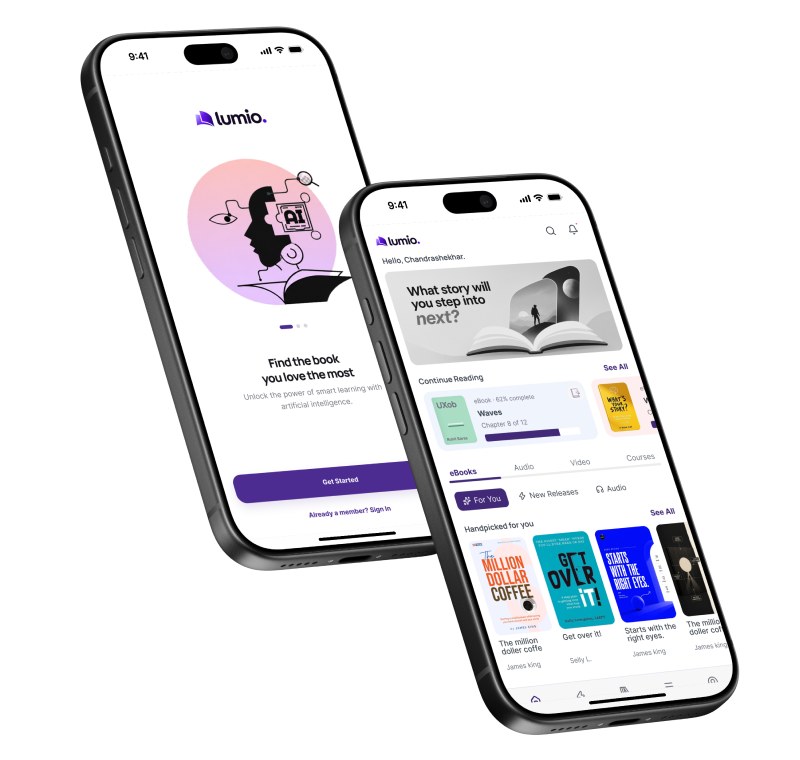 9:41
lumio.
AI
Find the book
you love the most
Unlock the power of smart learning with
artificial intelligence.
Get Started
Already a member? Sign In
9:41
lumio.
Hello, Chandrashekhar.
What story will
you step into
next?
Continue Reading
See All
UXob
eBook · 62% complete
Waves
Chapter 8 of 12
WHAT'S
YOUR
STORY?
eBooks
Audio
Video
Courses
For You
New Releases
Audio
Handpicked for you
See All
The
MILLION
DOLLAR
COFFEE
GET
OVER
iT!
STARTS
WITH THE
RIGHT EYES.
The million
doller coffe
James king
Get over it!
Selly L.
Starts with the
right eyes.
James king
The millio
doller cof
James king